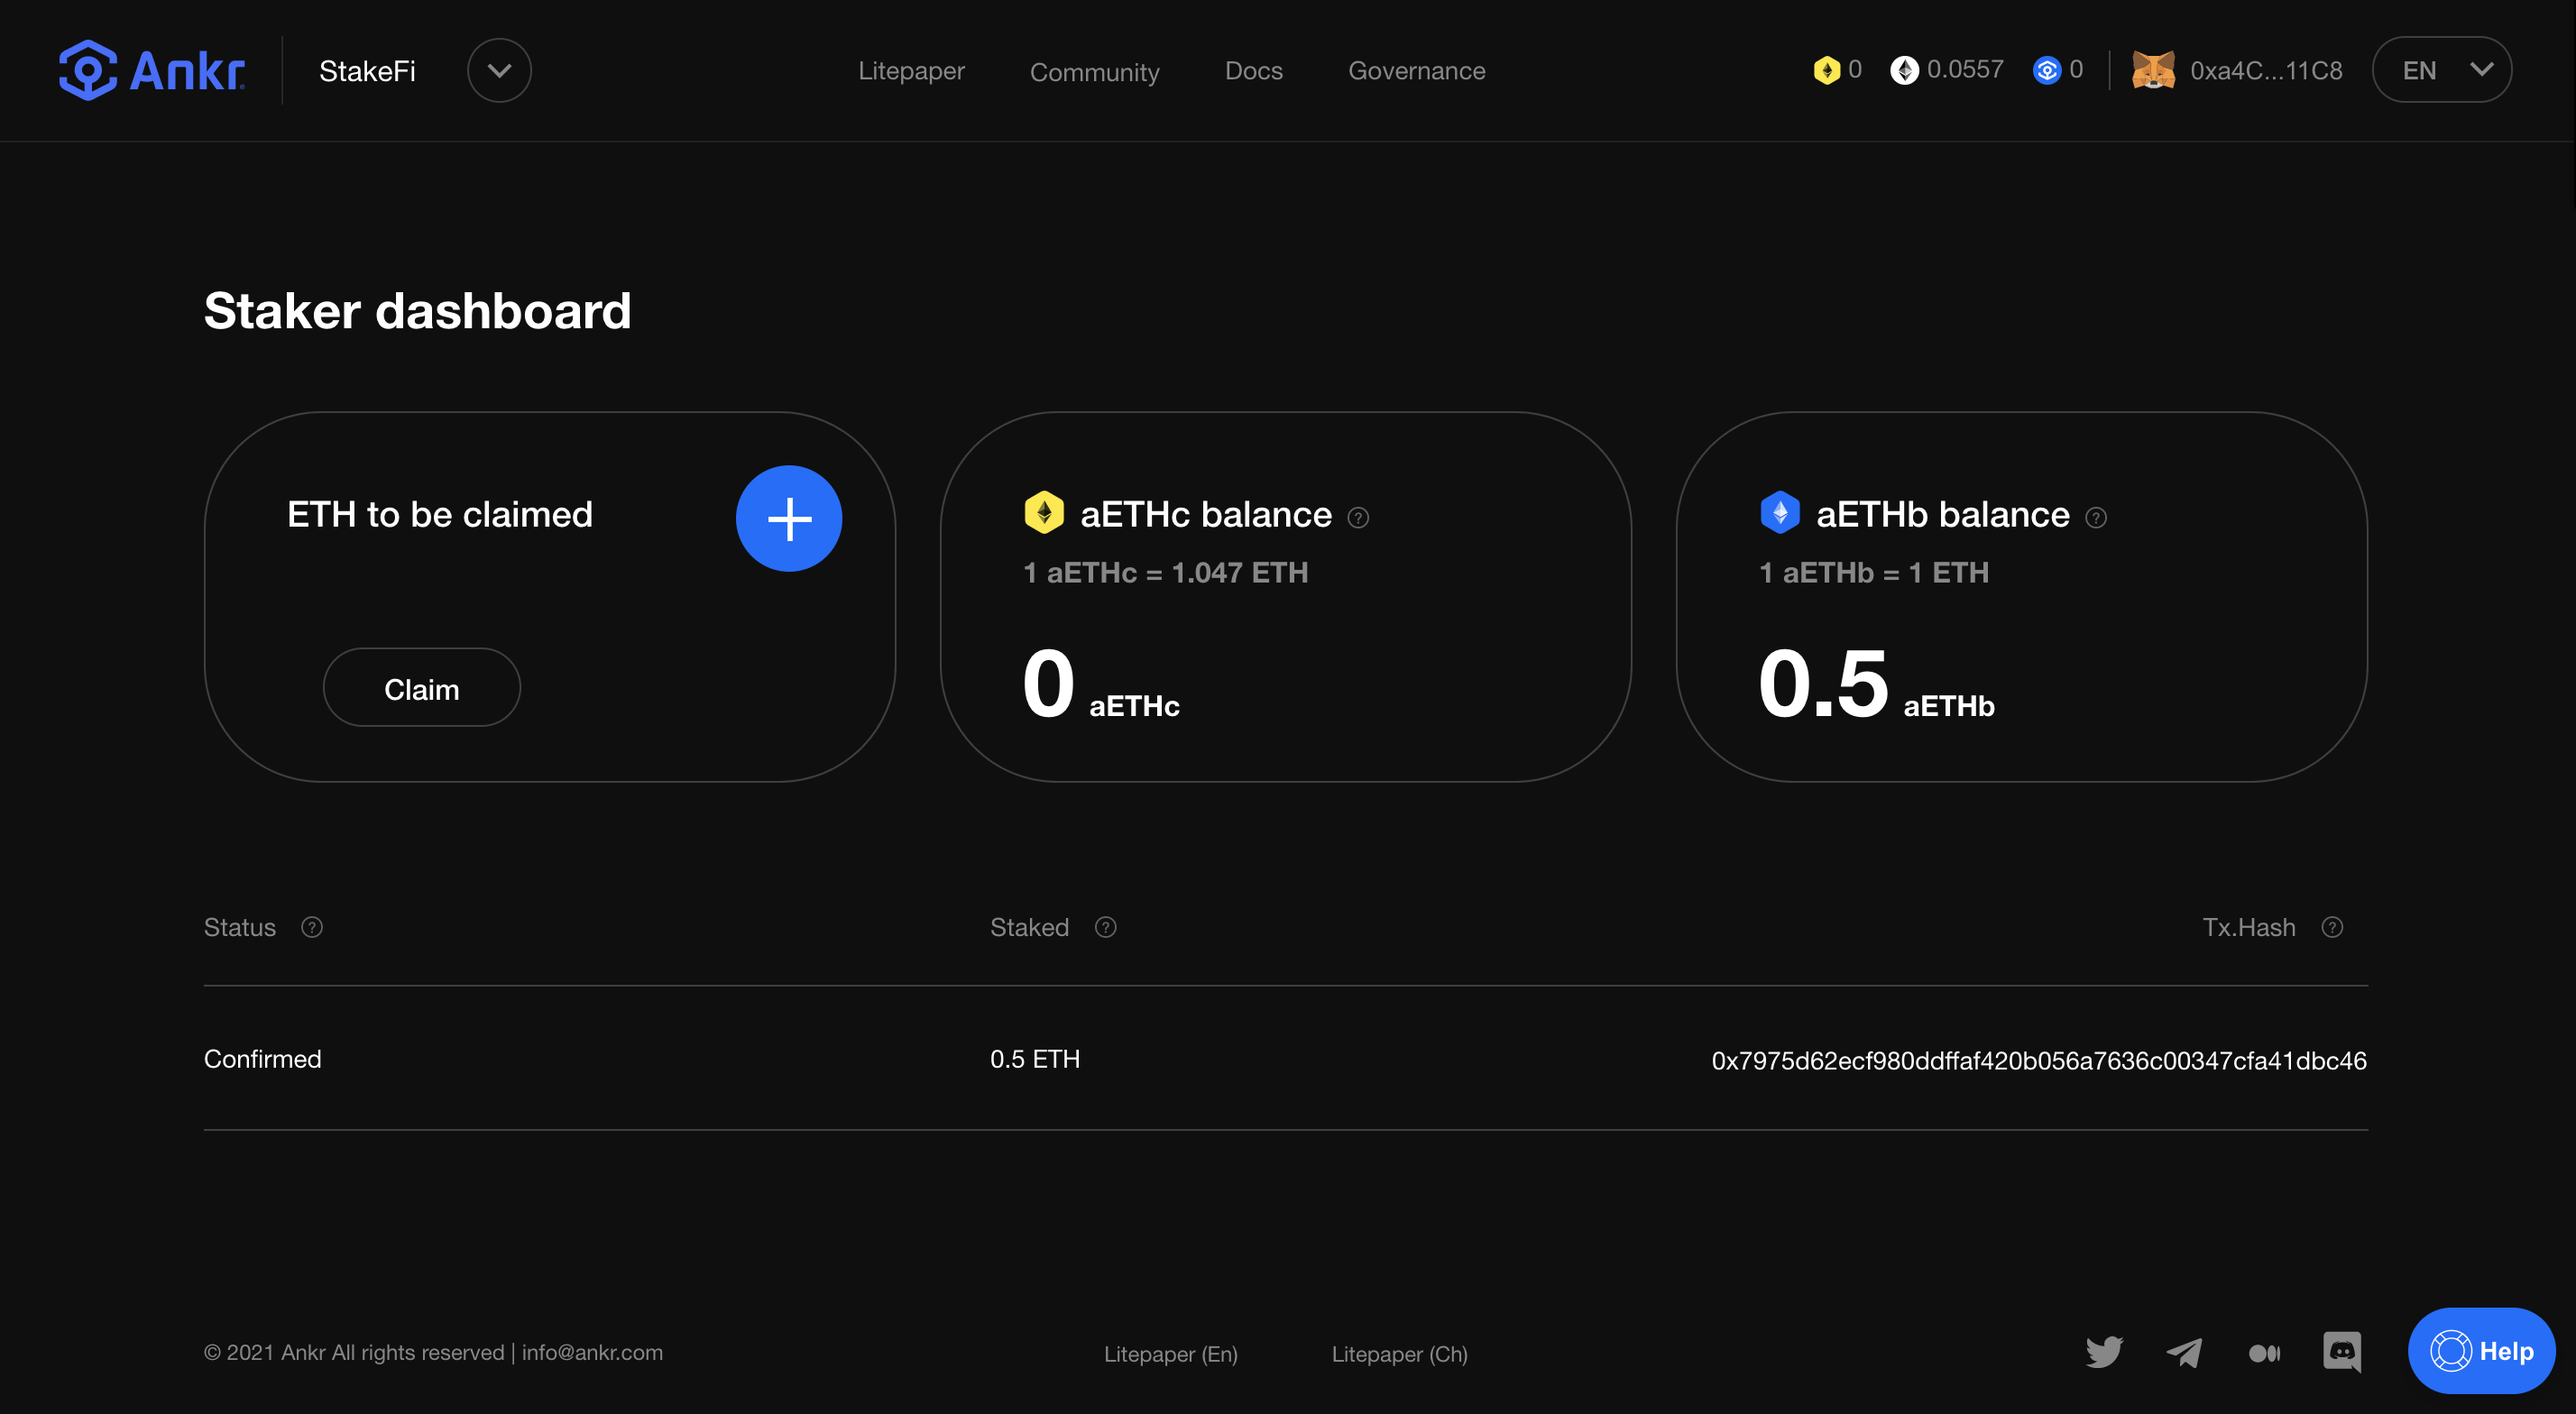 Ankr StakeFi Litepaper Community Docs Governance 0 0.0557 0 0xa4C...11C8 EN
Staker dashboard
ETH to be claimed
Claim
aETHc balance ?
1 aETHc = 1.047 ETH
0 aETHc
aETHb balance ?
1 aETHb = 1 ETH
0.5 aETHb
Status ? Staked ? Tx.Hash ?
Confirmed 0.5 ETH 0x7975d62ecf980ddffaf420b056a7636c00347cfa41dbc46
© 2021 Ankr All rights reserved | info@ankr.com Litepaper (En) Litepaper (Ch) Help